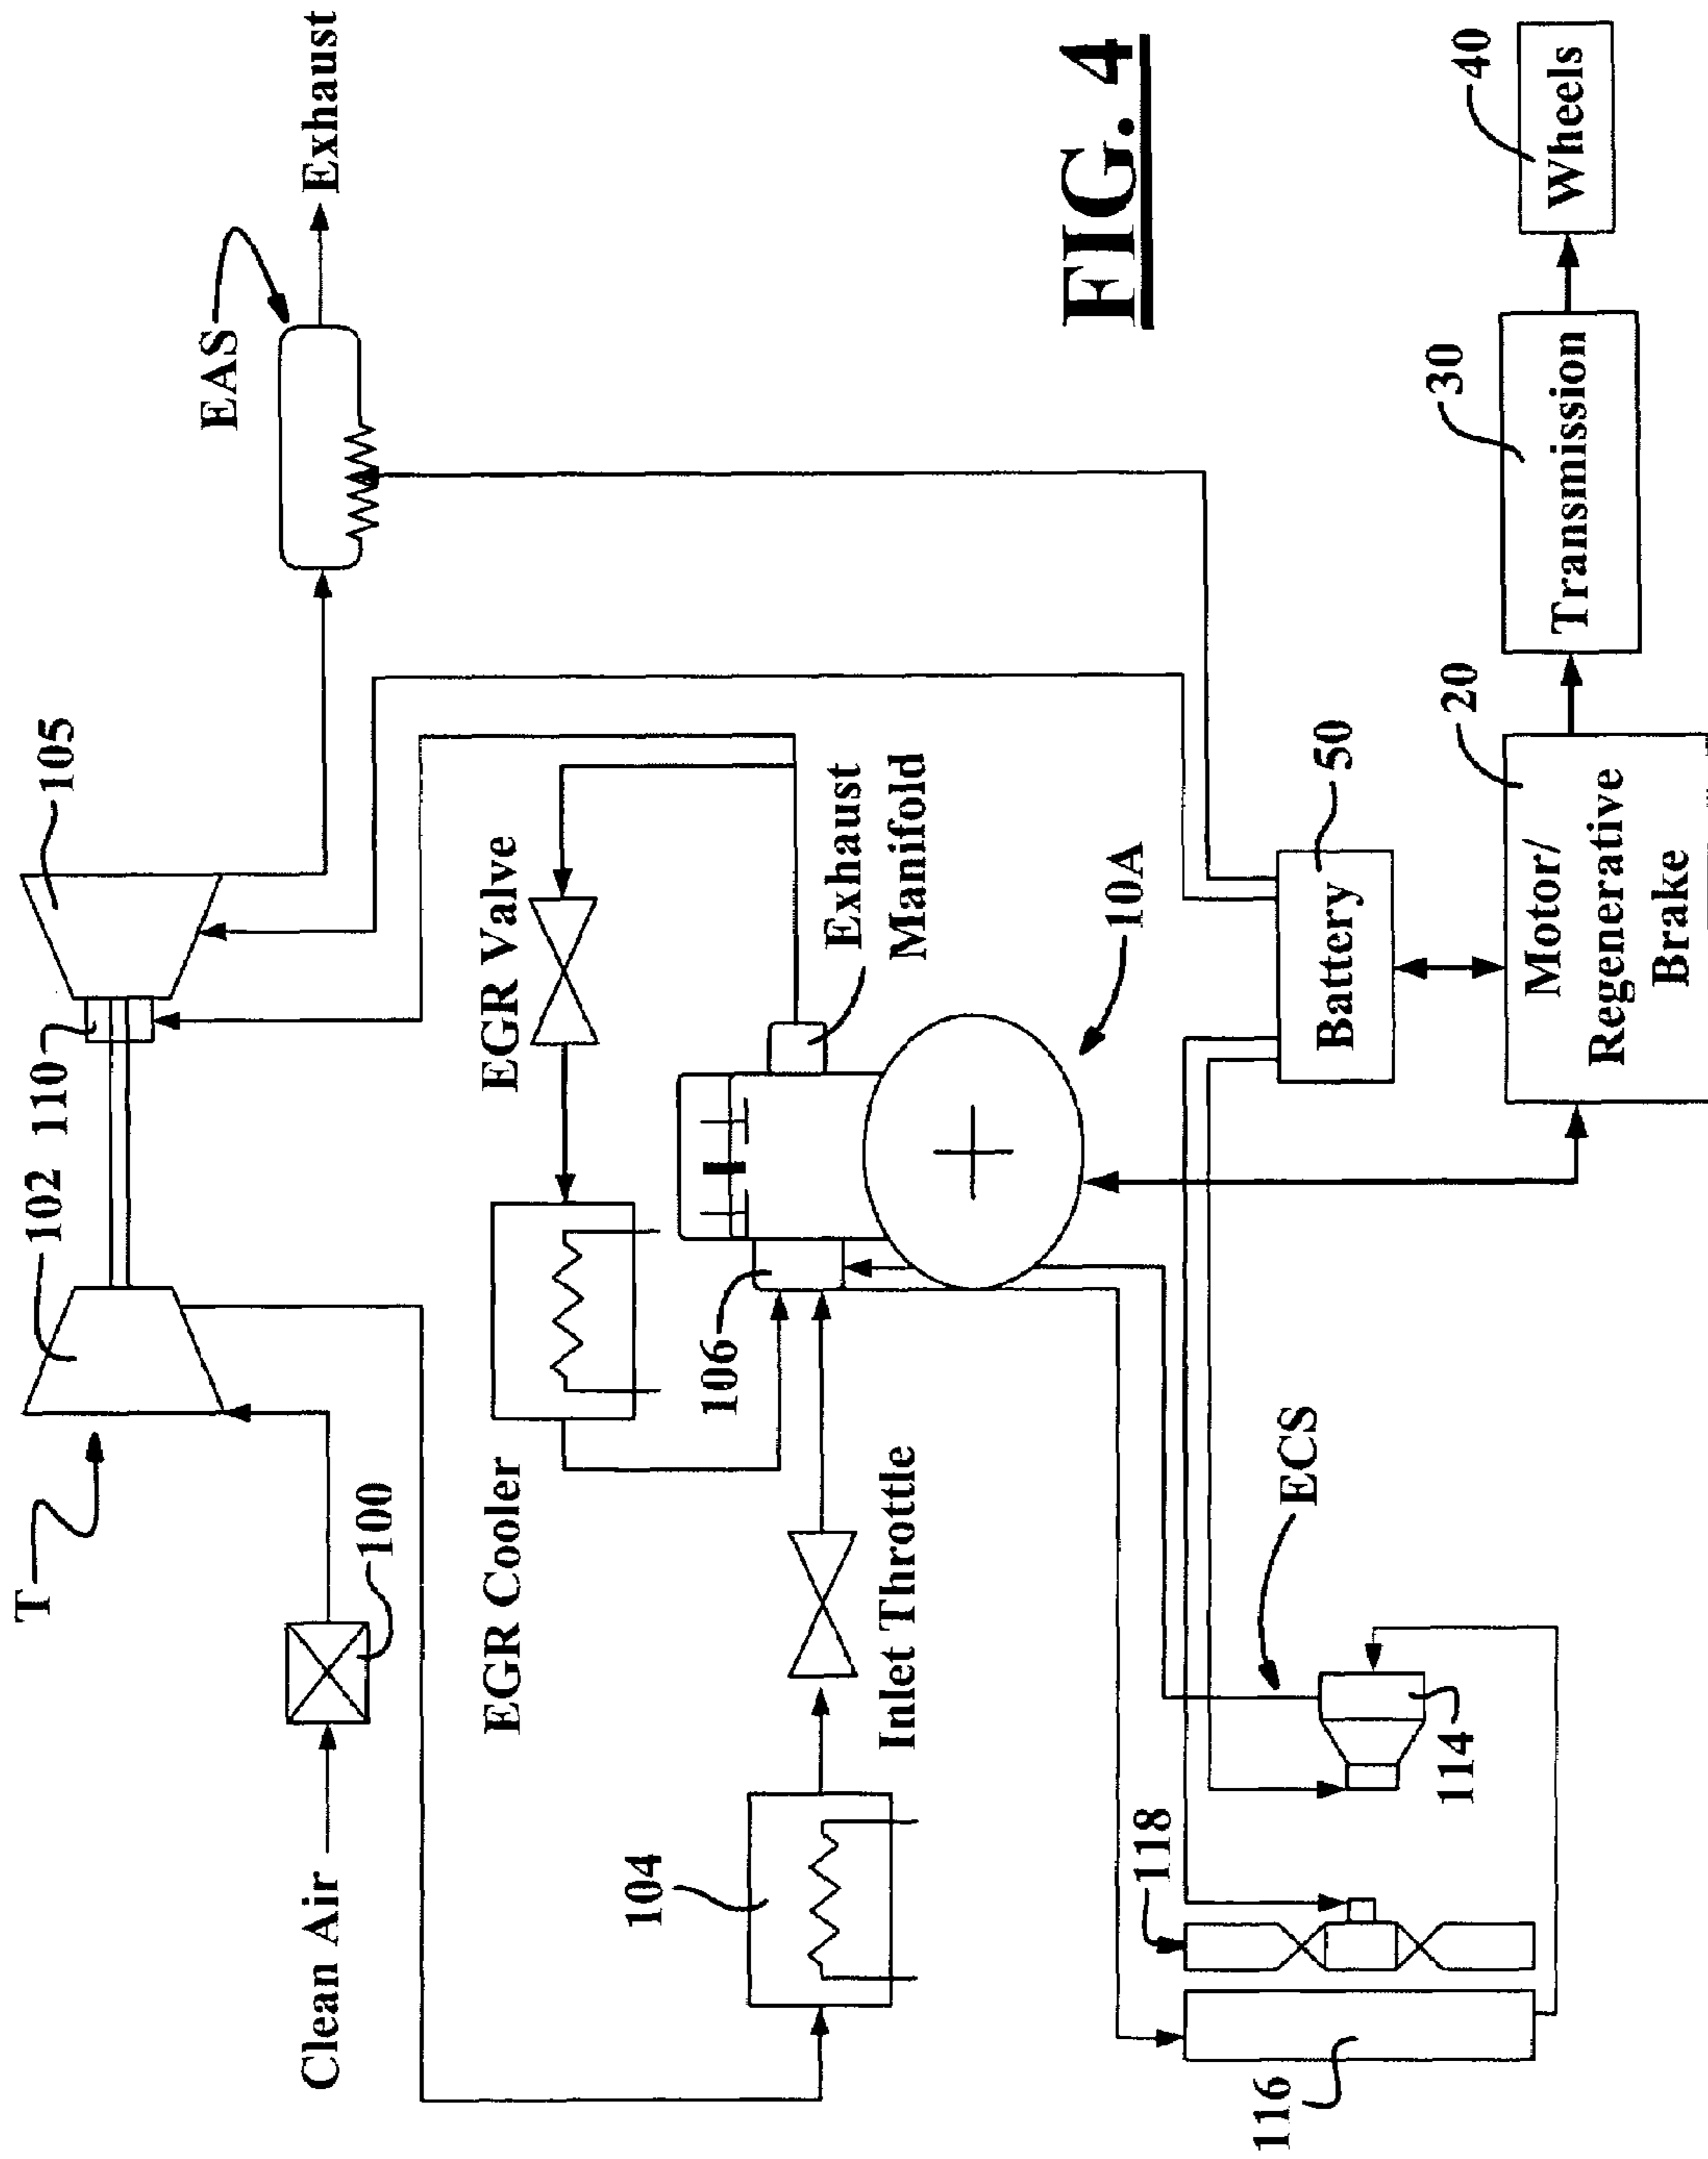 T
102
110
105
EAS
Exhaust
Clean Air
100
EGR Cooler
EGR Valve
106
104
Inlet Throttle
Exhaust
Manifold
10A
FIG. 4
118
ECS
116
114
Battery
50
Motor/
Regenerative
Brake
20
Transmission
30
Wheels
40